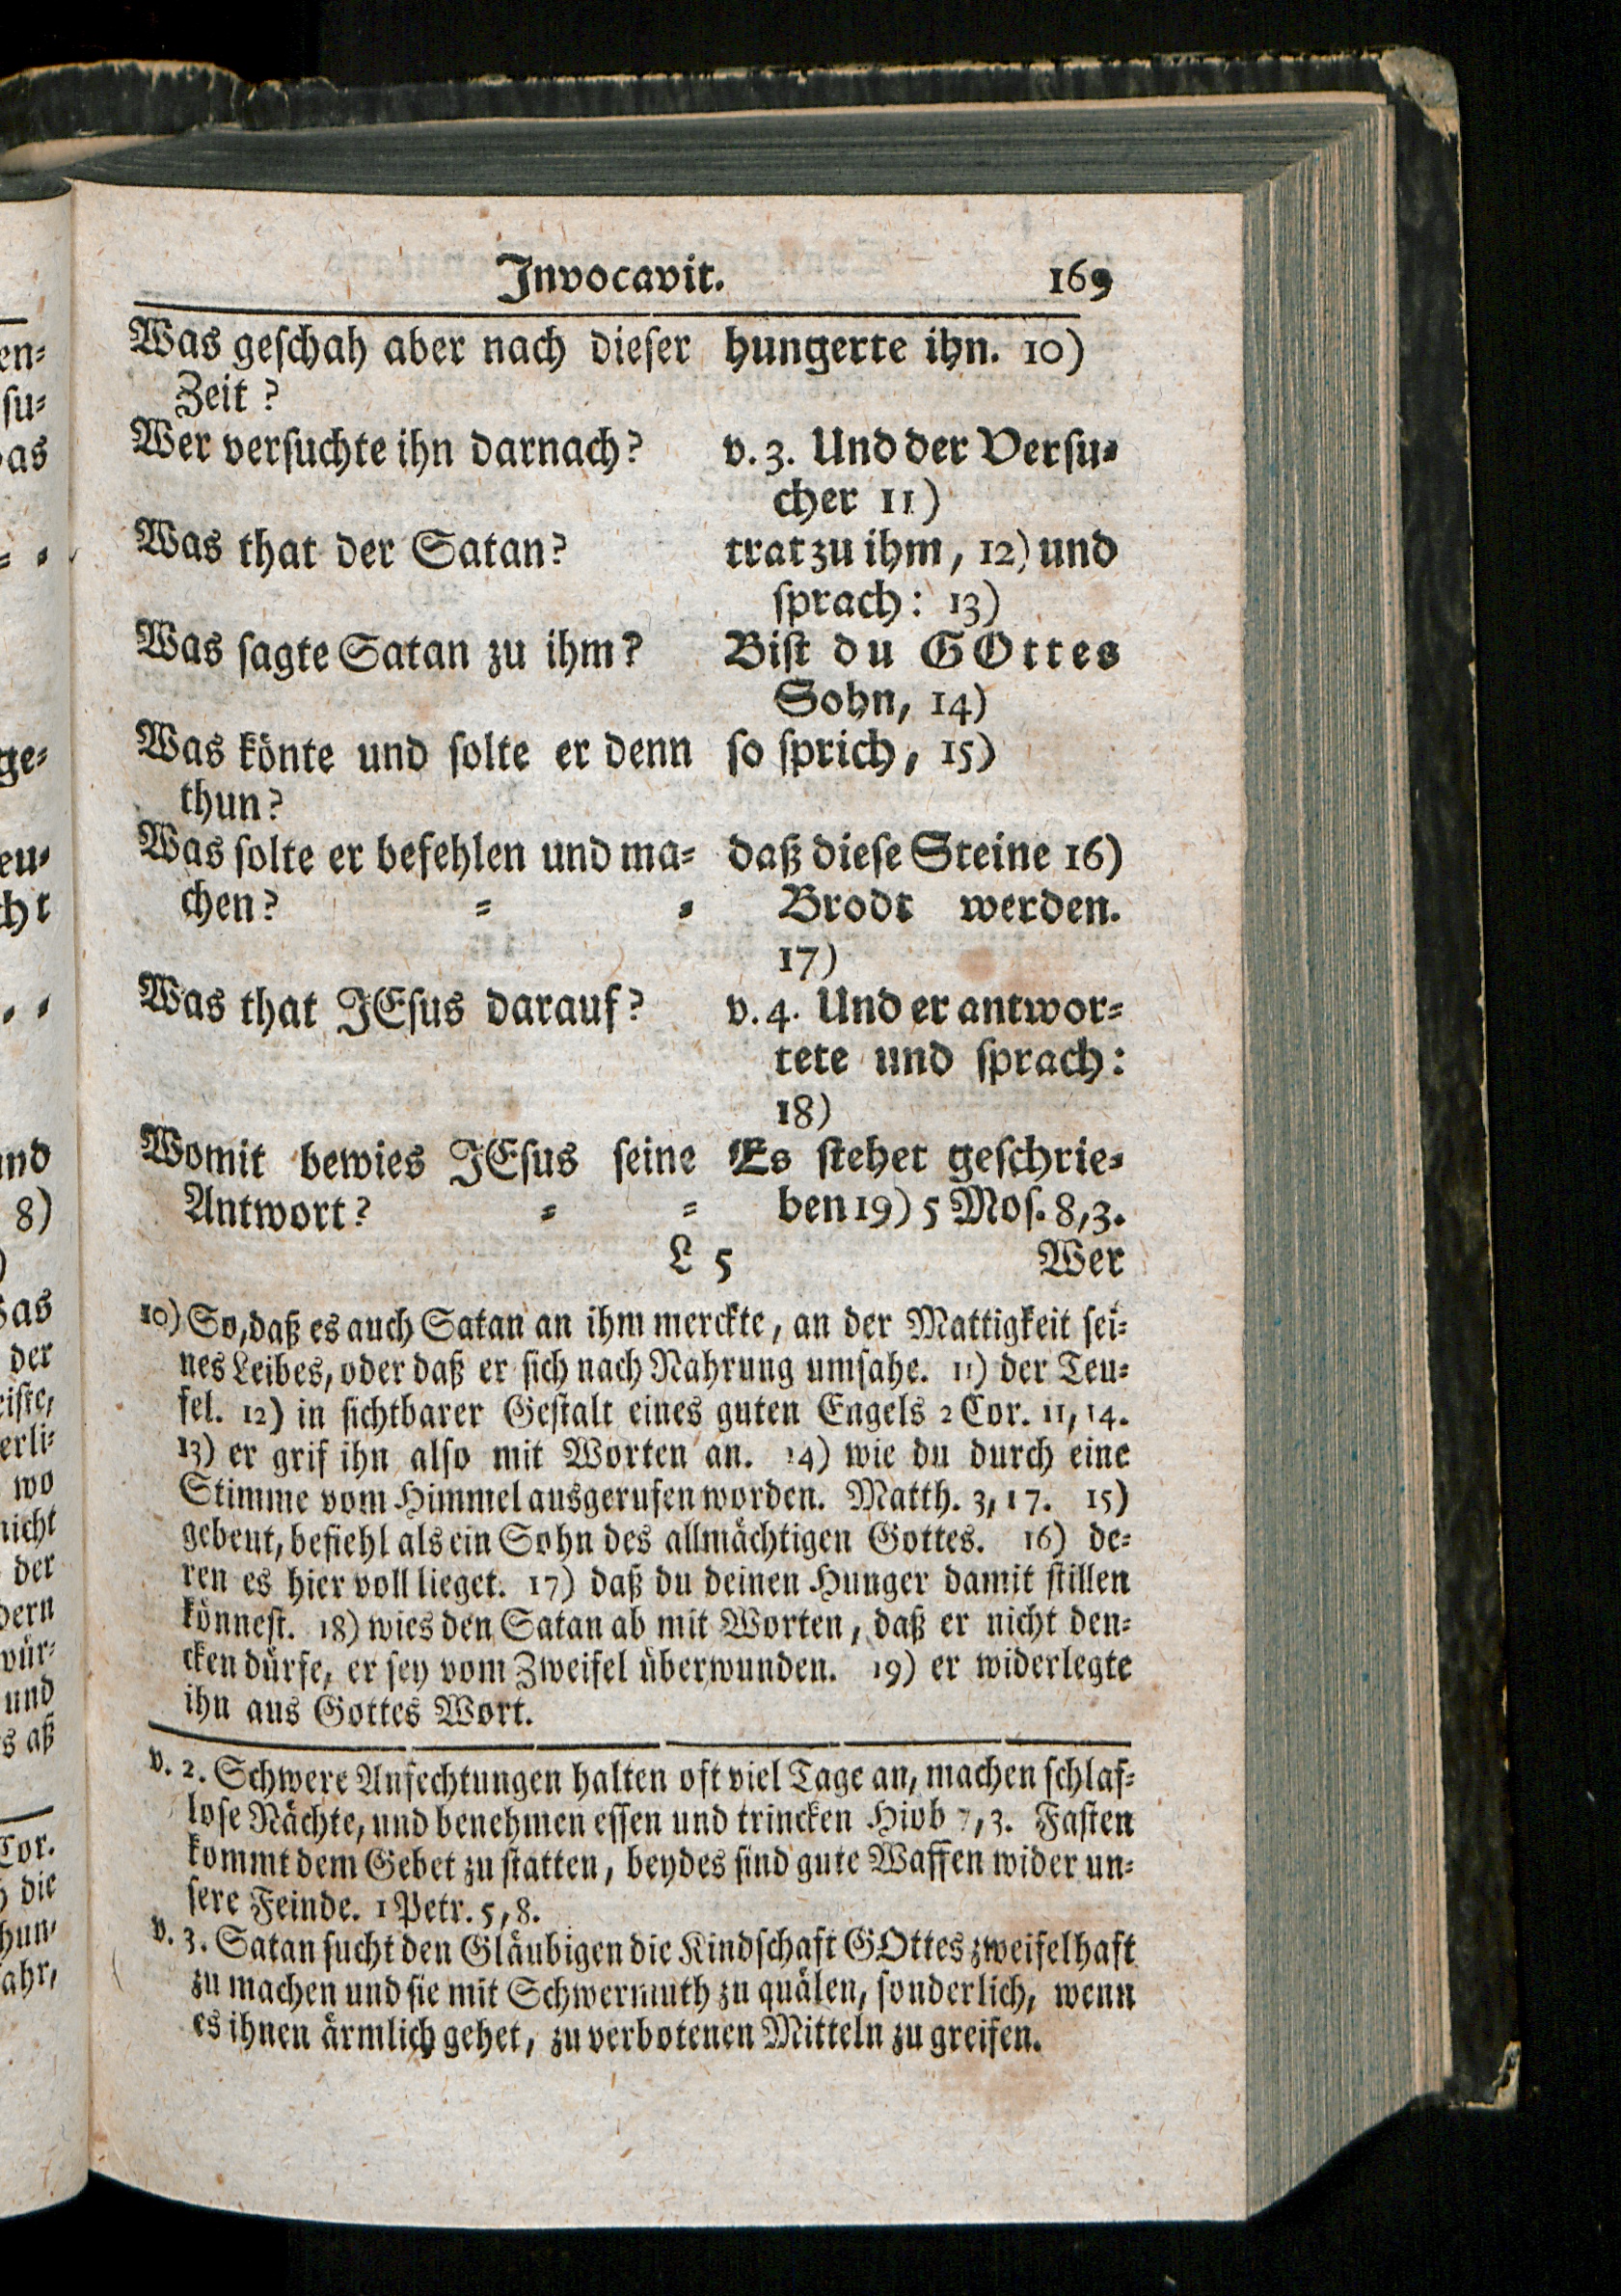 Invocavit. 169
Was geschah aber nach dieser hungerte ihn. 10)
Zeit?
Wer versuchte ihn darnach? v. 3. Und der Versu-
cher 11)
Was that der Satan? trat zu ihm, 12) und
sprach: 13)
Was sagte Satan zu ihm? Bist du GOttes
Sohn, 14)
Was könte und solte er denn so sprich, 15)
thun?
Was solte er befehlen und ma- daß diese Steine 16)
chen? = = Brodt werden.
17)
Was that JEsus darauf? v. 4. Und er antwor-
tete und sprach:
18)
Womit bewies JEsus seine Es stehet geschrie-
Antwort? = = ben 19) 5 Mos. 8, 3.
L 5 Wer
10) So, daß es auch Satan an ihm merckte, an der Mattigkeit sei-
nes Leibes, oder daß er sich nach Nahrung umsahe. 11) der Teu-
fel. 12) in sichtbarer Gestalt eines guten Engels 2 Cor. 11, 14.
13) er grif ihn also mit Worten an. 14) wie du durch eine
Stimme vom Himmel ausgerufen worden. Matth. 3, 17. 15)
gebeut, befiehl als ein Sohn des allmächtigen Gottes. 16) de-
ren es hier voll lieget. 17) daß du deinen Hunger damit stillen
könnest. 18) wies den Satan ab mit Worten, daß er nicht den-
cken dürfe, er sey vom Zweifel überwunden. 19) er widerlegte
ihn aus Gottes Wort.
v. 2. Schwere Anfechtungen halten oft viel Tage an, machen schlaf-
lose Nächte, und benehmen essen und trincken Hiob 7, 3. Fasten
kommt dem Gebet zu statten, beydes sind gute Waffen wider un-
sere Feinde. 1 Petr. 5, 8.
v. 3. Satan sucht den Gläubigen die Kindschaft GOttes zweifelhaft
zu machen und sie mit Schwermuth zu quälen, sonderlich, wenn
es ihnen ärmlich gehet, zu verbotenen Mitteln zu greifen.